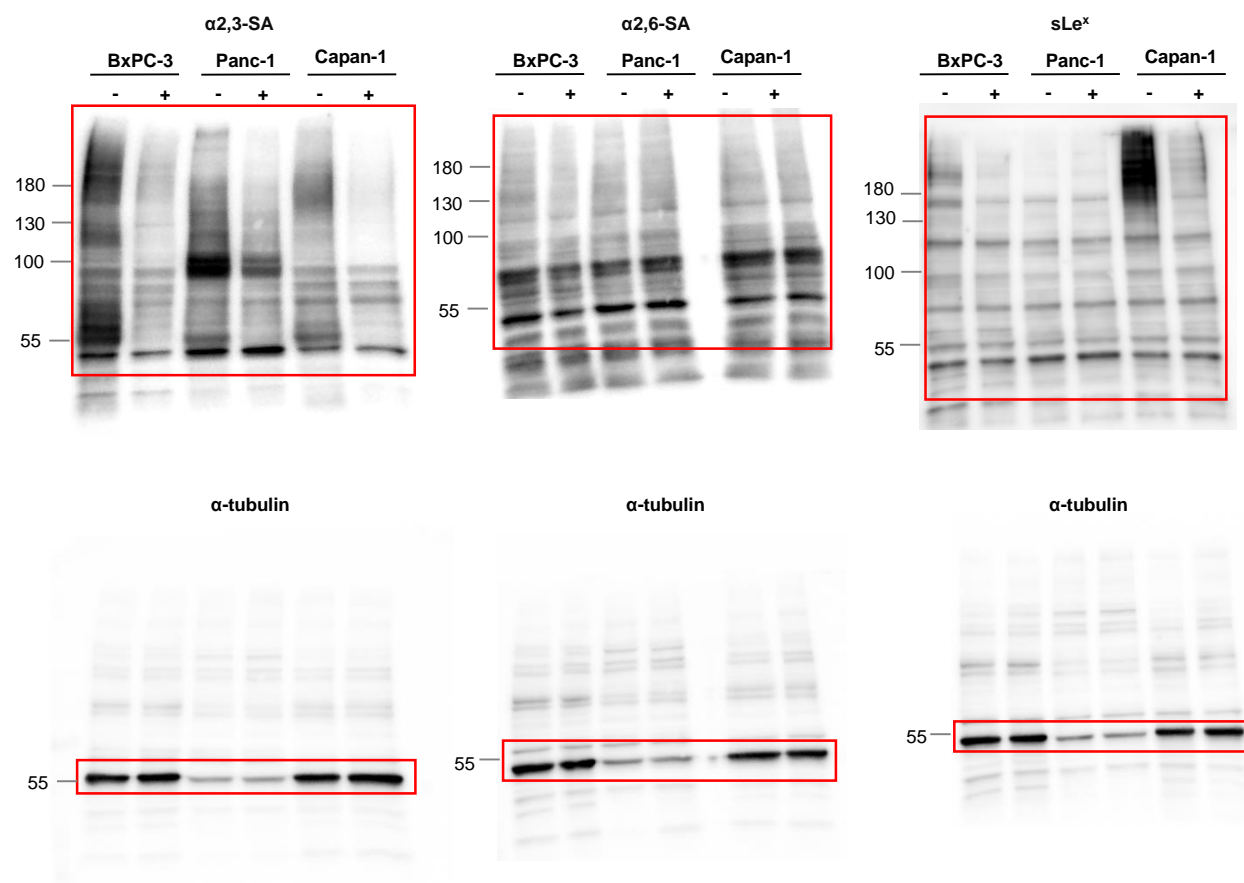 α2,3-SA
BxPC-3 Panc-1 Capan-1
- + - + - +
180
130
100
55
α2,6-SA
BxPC-3 Panc-1 Capan-1
- + - + - +
180
130
100
55
sLeˣ
BxPC-3 Panc-1 Capan-1
- + - + - +
180
130
100
55
α-tubulin
55
α-tubulin
55
α-tubulin
55